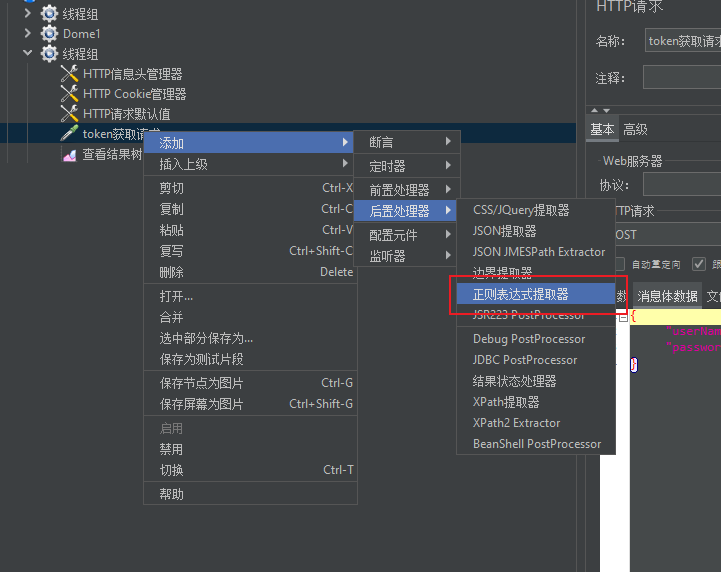 线程组
Dome1
线程组
HTTP信息头管理器
HTTP Cookie管理器
HTTP请求默认值
token获取请求
查看结果树
添加
插入上级
剪切 Ctrl-X
复制 Ctrl-C
粘贴 Ctrl-V
复写 Ctrl+Shift-C
删除 Delete
打开...
合并
选中部分保存为...
保存为测试片段
保存节点为图片 Ctrl-G
保存屏幕为图片 Ctrl+Shift-G
启用
禁用
切换 Ctrl-T
帮助
断言
定时器
前置处理器
后置处理器
配置元件
监听器
CSS/JQuery提取器
JSON提取器
JSON JMESPath Extractor
边界提取器
正则表达式提取器
JSR223 PostProcessor
Debug PostProcessor
JDBC PostProcessor
结果状态处理器
XPath提取器
XPath2 Extractor
BeanShell PostProcessor
HTTP请求
名称： token获取请求
注释：
基本 高级
Web服务器
协议：
HTTP请求
POST
自动重定向 跟
数 消息体数据 文
{
"userNam
"passwor
}